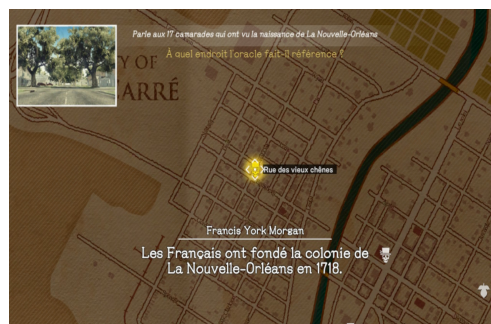 Parle aux 17 camarades qui ont vu la naissance de La Nouvelle-Orléans
À quel endroit l'oracle fait-il référence ?
Y OF
ARRÉ
Rue des vieux chênes
Francis York Morgan
Les Français ont fondé la colonie de
La Nouvelle-Orléans en 1718.